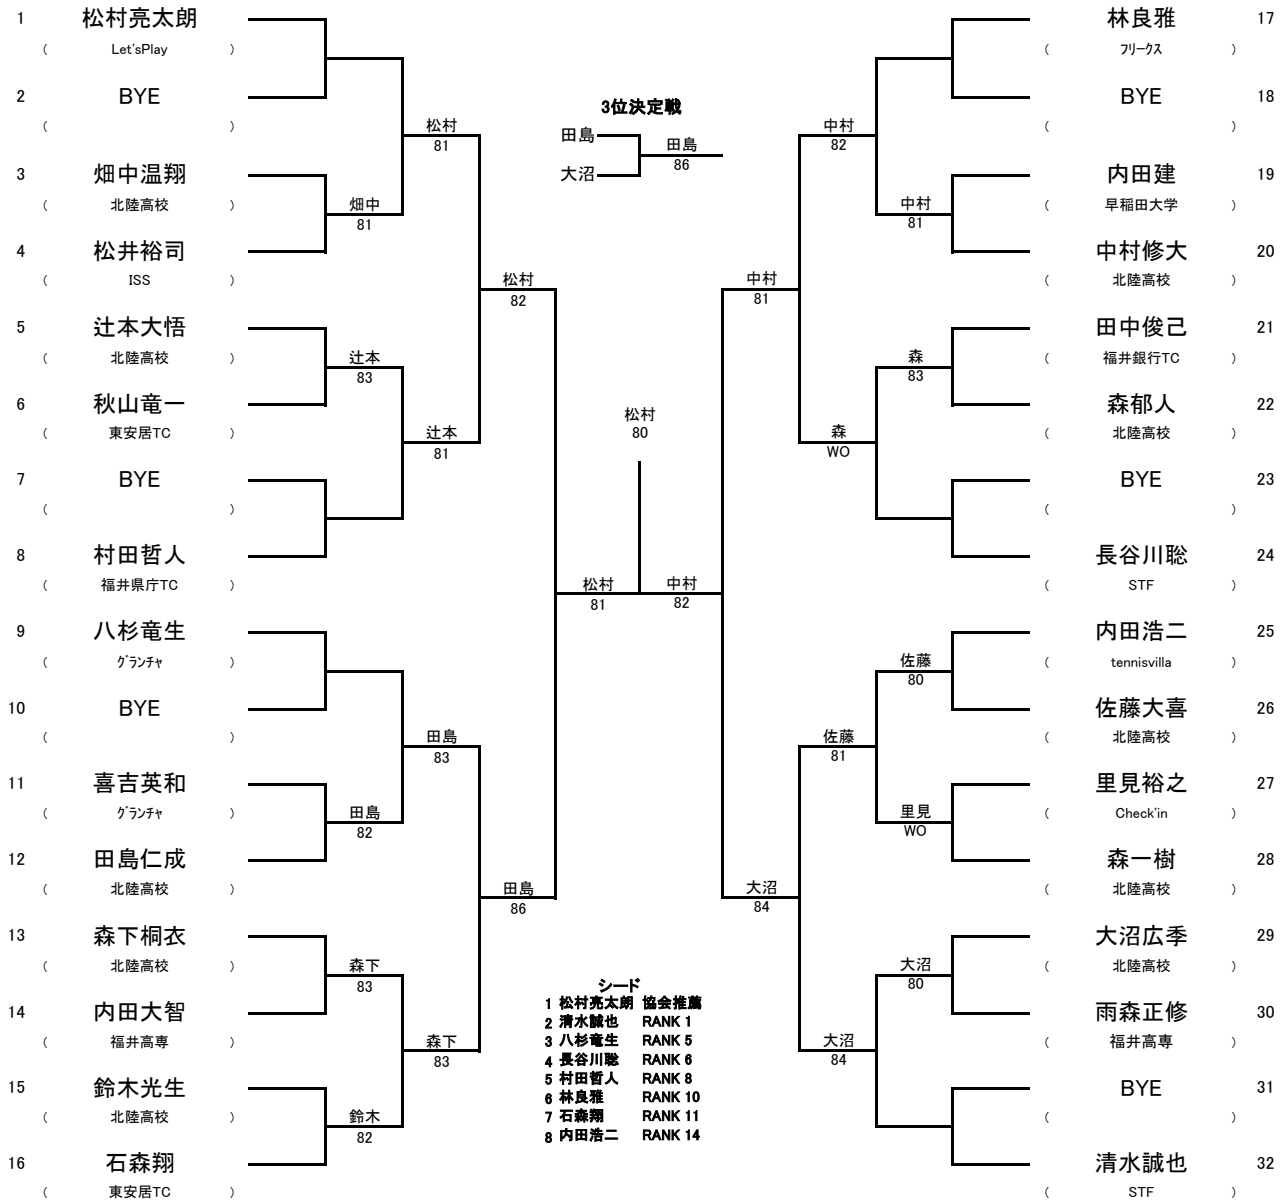 1 松村亮太朗
( Let'sPlay )
2 BYE
( )
3 畑中温翔
( 北陸高校 )
4 松井裕司
( ISS )
5 辻本大悟
( 北陸高校 )
6 秋山竜一
( 東安居TC )
7 BYE
( )
8 村田哲人
( 福井県庁TC )
9 八杉竜生
( グランチャ )
10 BYE
( )
11 喜吉英和
( グランチャ )
12 田島仁成
( 北陸高校 )
13 森下桐衣
( 北陸高校 )
14 内田大智
( 福井高専 )
15 鈴木光生
( 北陸高校 )
16 石森翔
( 東安居TC )
畑中
81
辻本
83
田島
82
森下
83
鈴木
82
松村
81
辻本
81
田島
83
森下
83
松村
82
田島
86
松村
81
3位決定戦
田島
大沼
田島
86
松村
80
シード
1 松村亮太朗 協会推薦
2 清水誠也 RANK 1
3 八杉竜生 RANK 5
4 長谷川聡 RANK 6
5 村田哲人 RANK 8
6 林良雅 RANK 10
7 石森翔 RANK 11
8 内田浩二 RANK 14
中村
82
中村
81
大沼
84
中村
82
森
WO
佐藤
81
大沼
84
中村
81
森
83
佐藤
80
里見
WO
大沼
80
林良雅 17
( フリークス )
BYE 18
( )
内田建 19
( 早稲田大学 )
中村修大 20
( 北陸高校 )
田中俊己 21
( 福井銀行TC )
森郁人 22
( 北陸高校 )
BYE 23
( )
長谷川聡 24
( STF )
内田浩二 25
( tennisvilla )
佐藤大喜 26
( 北陸高校 )
里見裕之 27
( Check'in )
森一樹 28
( 北陸高校 )
大沼広季 29
( 北陸高校 )
雨森正修 30
( 福井高専 )
BYE 31
( )
清水誠也 32
( STF )